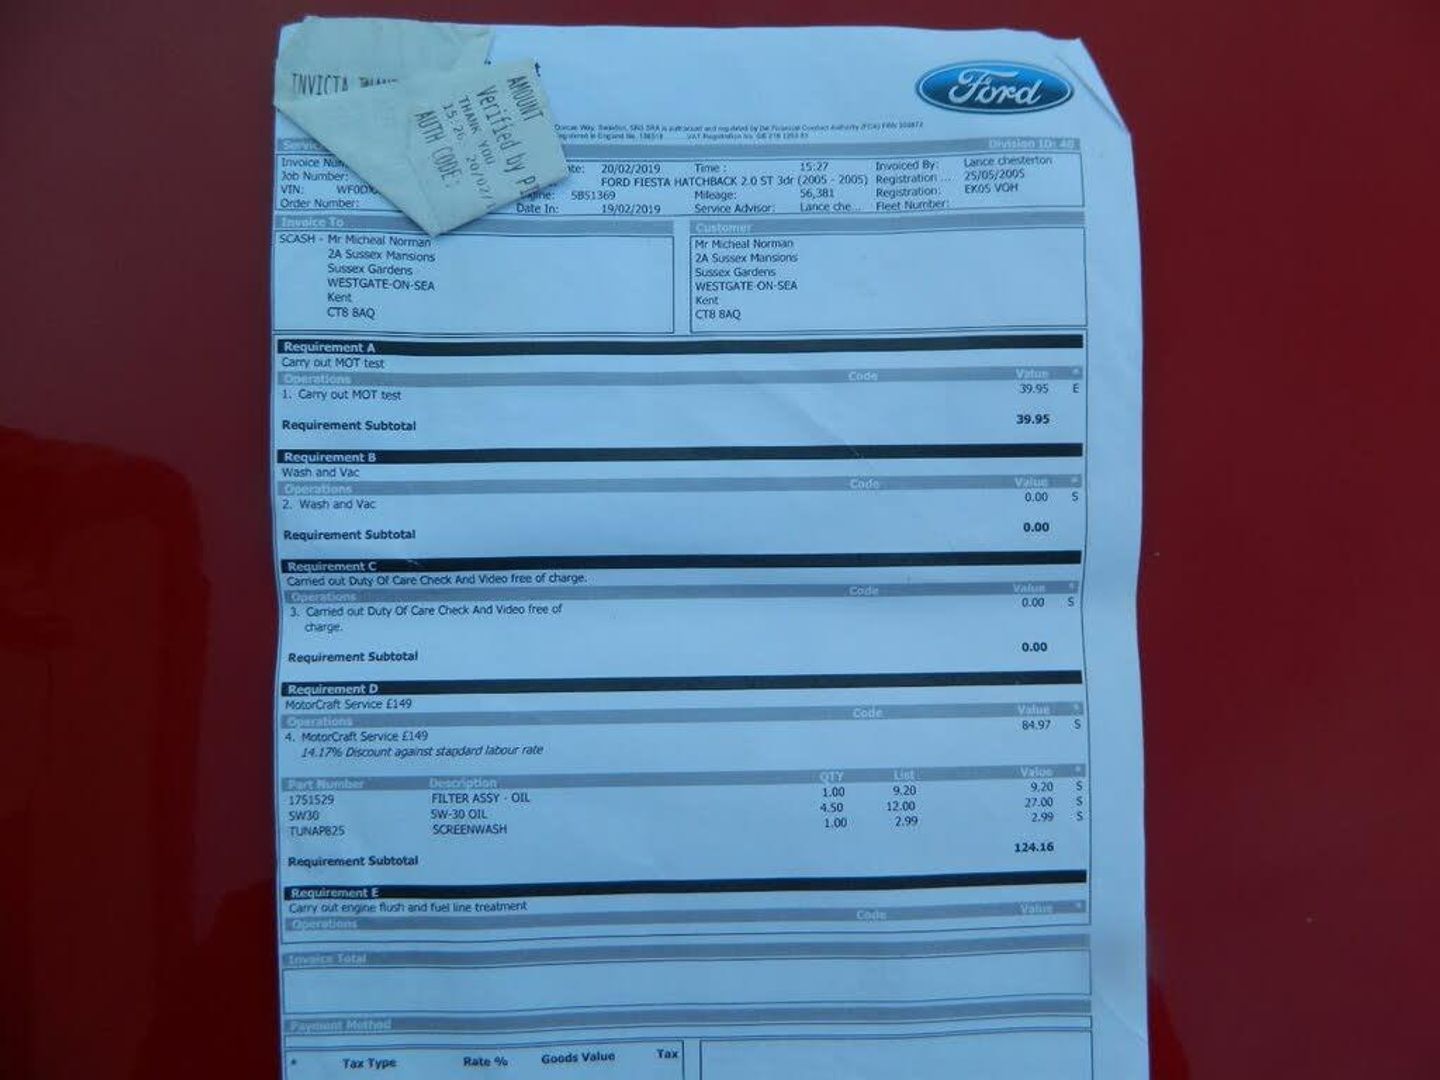 INVICTA
AMOUNT
Verified by
THANK YOU
AUTH CODE:
Ford
Division ID: 40
Invoice
Job Number:
VIN:
Order Number:
20/02/2019 Time : 15:27 Invoiced By: Lance chesterton
FORD FIESTA HATCHBACK 2.0 ST 3dr (2005 - 2005) Registration ... 25/05/2005
5B51369 Mileage: 56,381 Registration: EK05 VOH
Date In: 19/02/2019 Service Advisor: Lance che... Fleet Number:
Invoice To Customer
SCASH - Mr Micheal Norman Mr Micheal Norman
2A Sussex Mansions 2A Sussex Mansions
Sussex Gardens Sussex Gardens
WESTGATE-ON-SEA WESTGATE-ON-SEA
Kent Kent
CT8 8AQ CT8 8AQ
Requirement A
Carry out MOT test
Operations Code Value *
1. Carry out MOT test 39.95 E
Requirement Subtotal 39.95
Requirement B
Wash and Vac
Operations Code Value *
2. Wash and Vac 0.00 S
Requirement Subtotal 0.00
Requirement C
Carried out Duty Of Care Check And Video free of charge.
Operations Code Value *
3. Carried out Duty Of Care Check And Video free of 0.00 S
charge.
Requirement Subtotal 0.00
Requirement D
MotorCraft Service £149
Operations Code Value *
4. MotorCraft Service £149 84.97 S
14.17% Discount against standard labour rate
Part Number Description QTY List Value *
1751529 FILTER ASSY - OIL 1.00 9.20 9.20 S
5W30 5W-30 OIL 4.50 12.00 27.00 S
TUNAP825 SCREENWASH 1.00 2.99 2.99 S
Requirement Subtotal 124.16
Requirement E
Carry out engine flush and fuel line treatment
Operations Code Value *
Invoice Total
Payment Method
* Tax Type Rate % Goods Value Tax